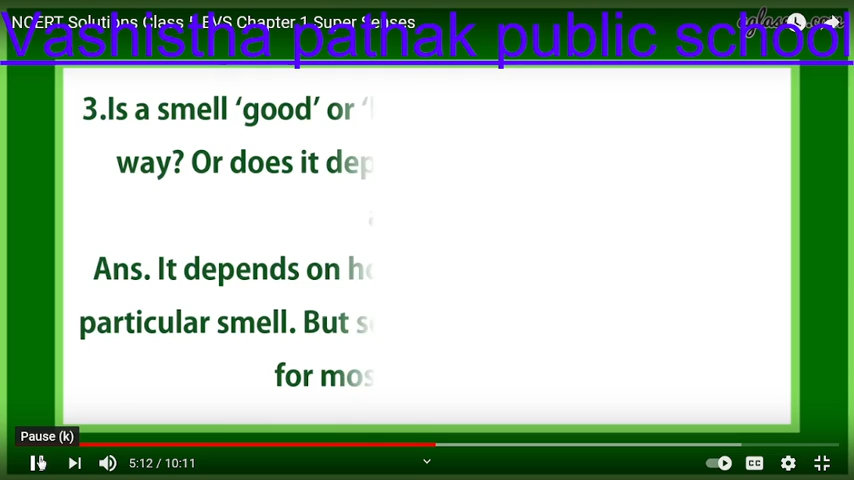 NCERT Solutions Class 5 EVS Chapter 1 Super Senses
Vashistha pathak public school
3.Is a smell ‘good’ or
way? Or does it dep
Ans. It depends on
particular smell. But
for mos
Pause (k)
5:12 / 10:11
CC